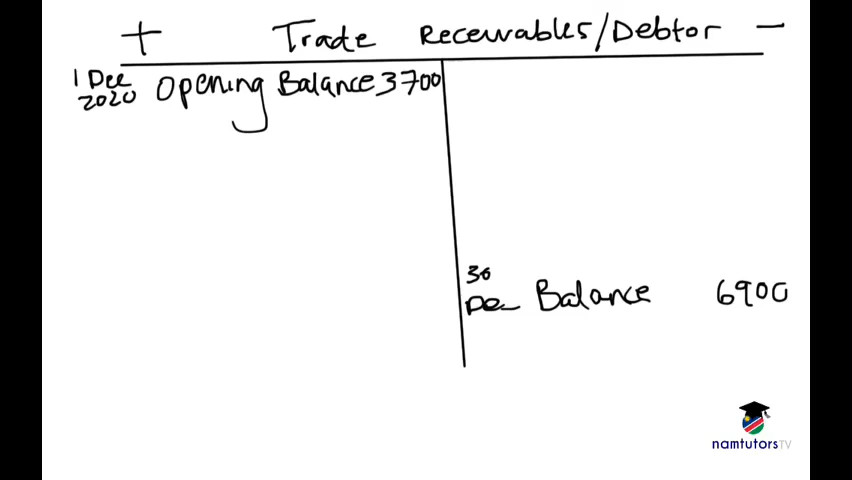 + Trade Receivables/Debtor -
1 Dec
2020 Opening Balance 3700
30
Dec Balance 6900
namtutorsTV